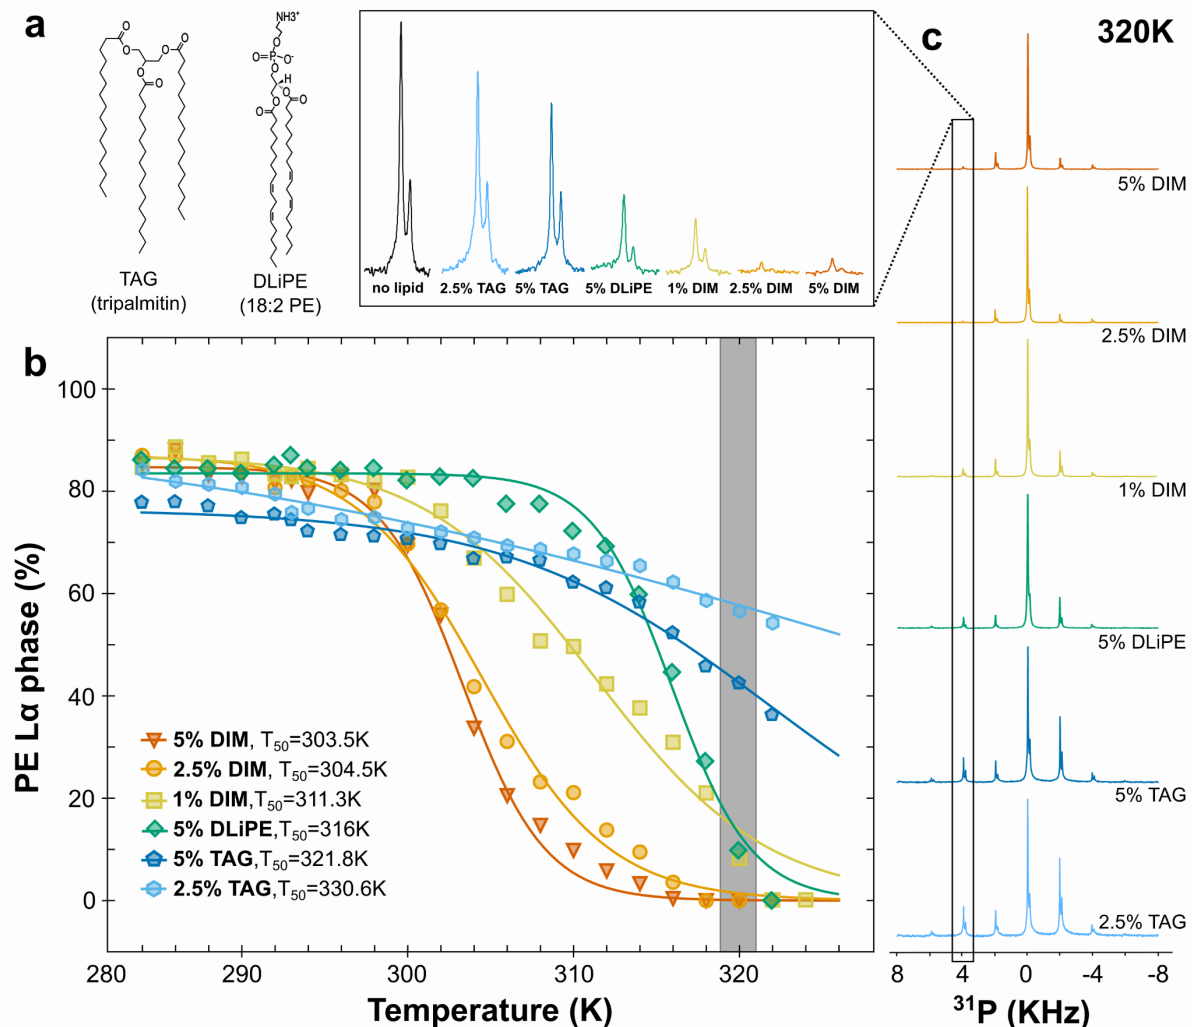 a
NH3+
O
O=P-O-
O
O
H
O
O
O
O
O
O
O
O
O
O
TAG
(tripalmitin)
DLiPE
(18:2 PE)
no lipid
2.5% TAG
5% TAG
5% DLiPE
1% DIM
2.5% DIM
5% DIM
c
320K
5% DIM
2.5% DIM
1% DIM
5% DLiPE
5% TAG
2.5% TAG
8 4 0 -4 -8
³¹P (KHz)
b
PE Lα phase (%)
100
80
60
40
20
0
5% DIM, T₅₀=303.5K
2.5% DIM, T₅₀=304.5K
1% DIM,T₅₀=311.3K
5% DLiPE,T₅₀=316K
5% TAG,T₅₀=321.8K
2.5% TAG,T₅₀=330.6K
280 290 300 310 320
Temperature (K)